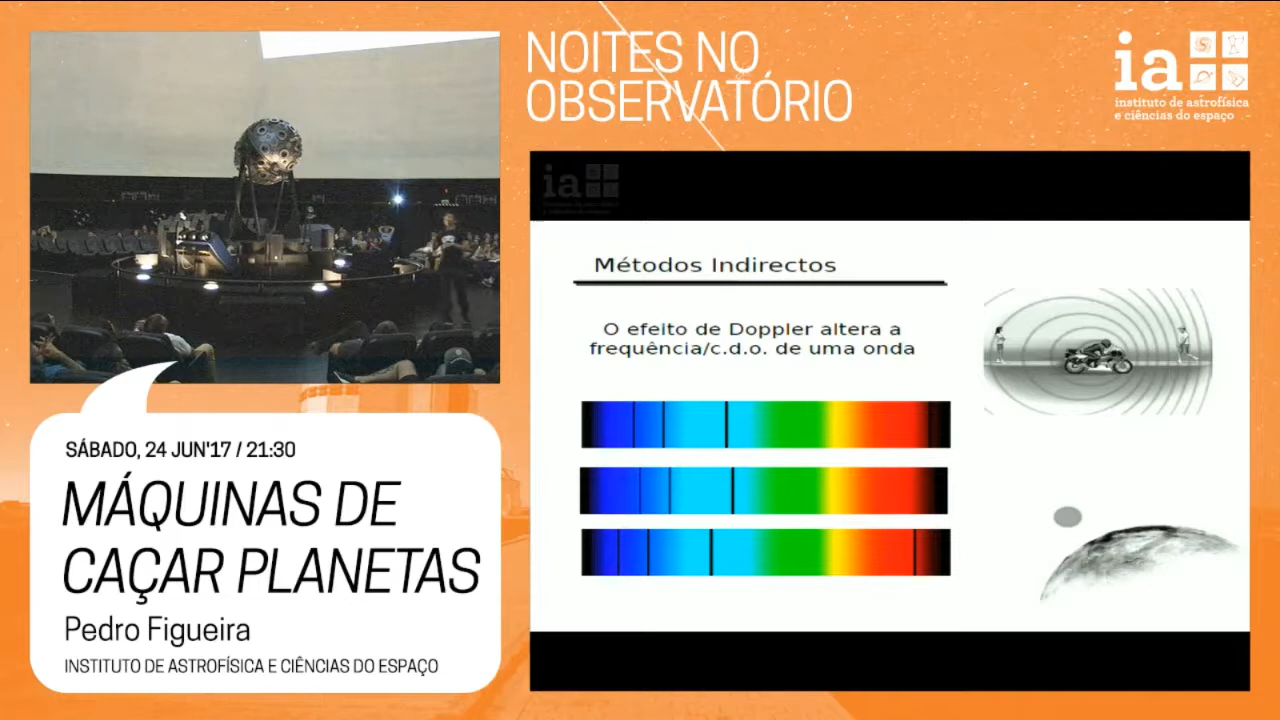 NOITES NO
OBSERVATÓRIO
ia
instituto de astrofísica
e ciências do espaço
ia
Métodos Indirectos
O efeito de Doppler altera a
frequência/c.d.o. de uma onda
SÁBADO, 24 JUN'17 / 21:30
MÁQUINAS DE
CAÇAR PLANETAS
Pedro Figueira
INSTITUTO DE ASTROFÍSICA E CIÊNCIAS DO ESPAÇO